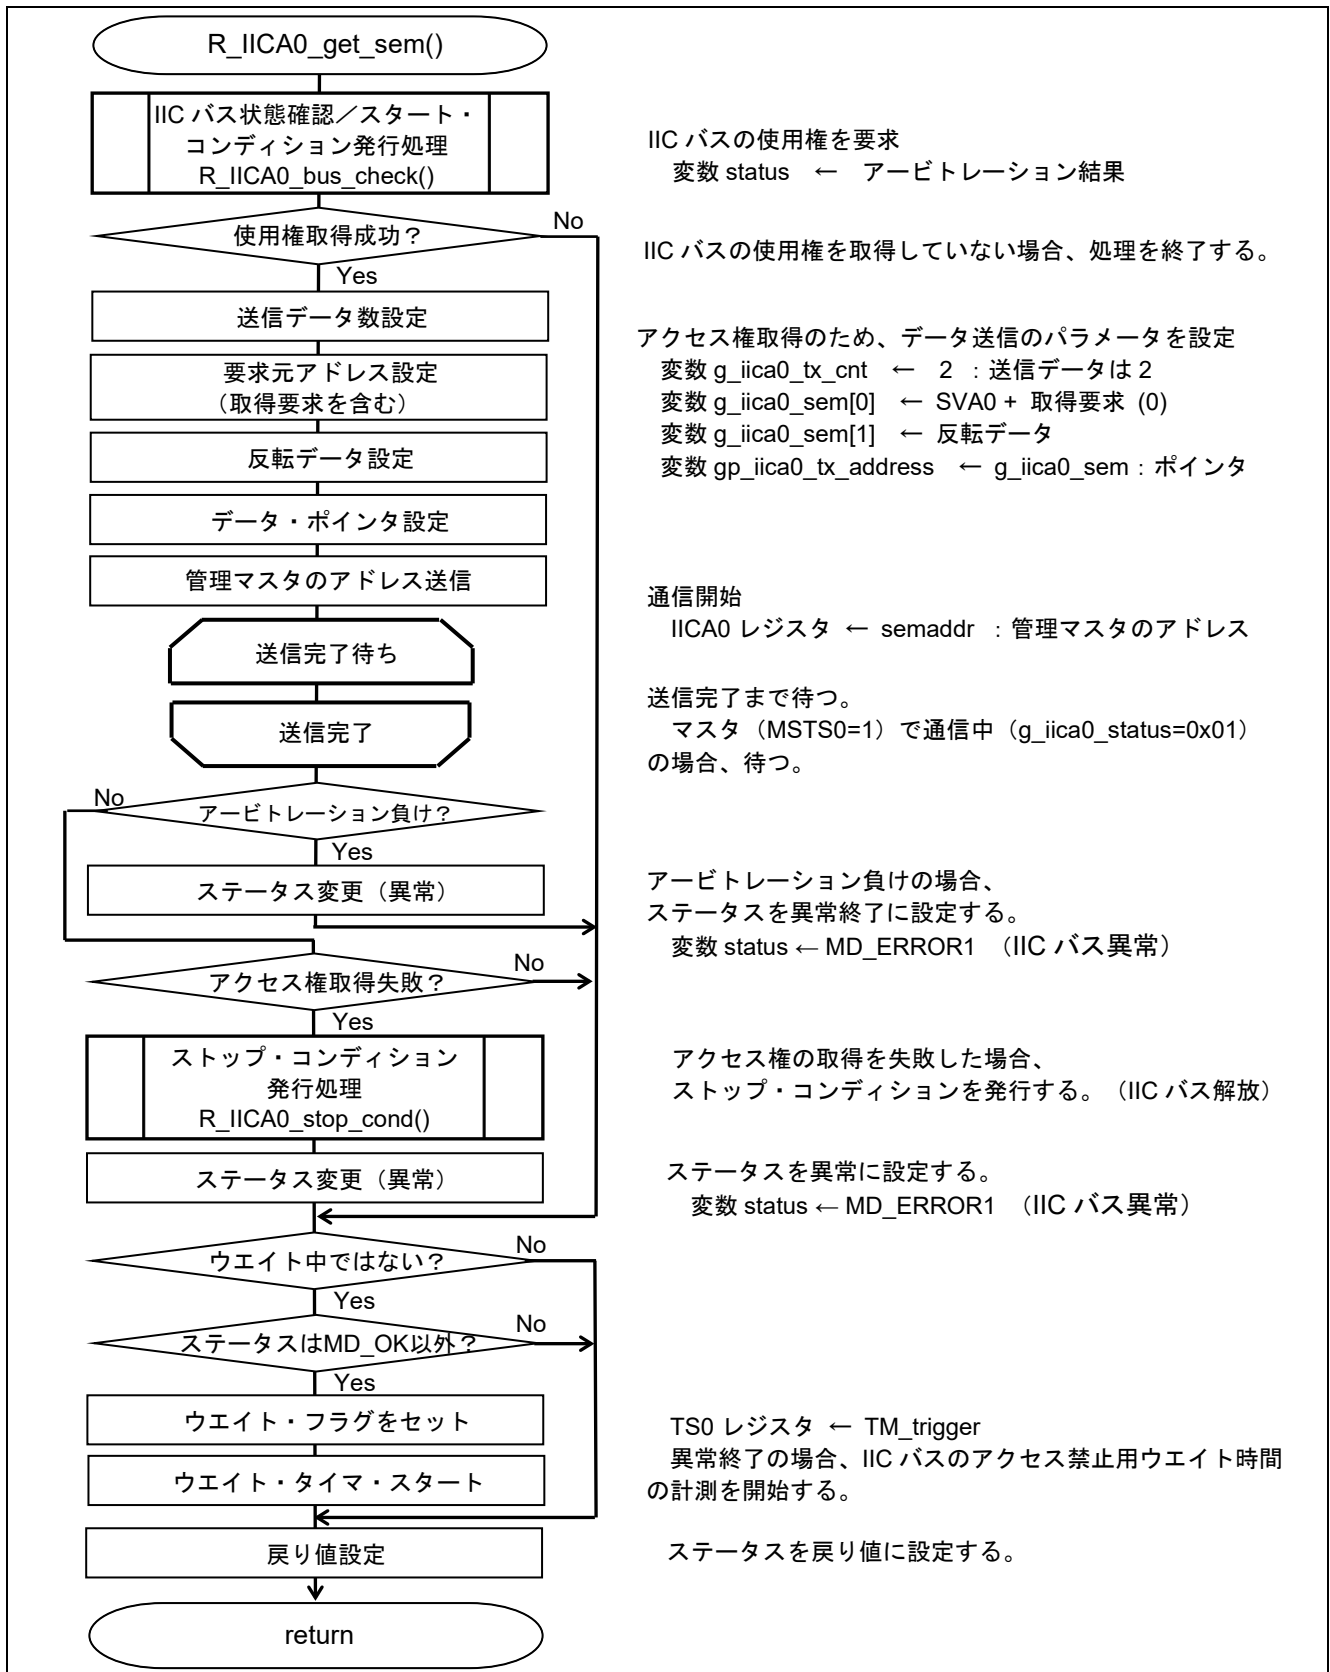 R_IICA0_get_sem()
IIC バス状態確認／スタート・
コンディション発行処理
R_IICA0_bus_check()
IIC バスの使用権を要求
変数 status ← アービトレーション結果
使用権取得成功？
No
IIC バスの使用権を取得していない場合、処理を終了する。
Yes
送信データ数設定
アクセス権取得のため、データ送信のパラメータを設定
変数 g_iica0_tx_cnt ← 2 ：送信データは 2
変数 g_iica0_sem[0] ← SVA0 + 取得要求 (0)
変数 g_iica0_sem[1] ← 反転データ
変数 gp_iica0_tx_address ← g_iica0_sem：ポインタ
要求元アドレス設定
（取得要求を含む）
反転データ設定
データ・ポインタ設定
管理マスタのアドレス送信
通信開始
IICA0 レジスタ ← semaddr ：管理マスタのアドレス
送信完了待ち
送信完了
送信完了まで待つ。
マスタ（MSTS0=1）で通信中（g_iica0_status=0x01）
の場合、待つ。
No
アービトレーション負け？
Yes
ステータス変更（異常）
アービトレーション負けの場合、
ステータスを異常終了に設定する。
変数 status ← MD_ERROR1 （IIC バス異常）
アクセス権取得失敗？
No
Yes
ストップ・コンディション
発行処理
R_IICA0_stop_cond()
アクセス権の取得を失敗した場合、
ストップ・コンディションを発行する。（IIC バス解放）
ステータス変更（異常）
ステータスを異常に設定する。
変数 status ← MD_ERROR1 （IIC バス異常）
ウエイト中ではない？
No
Yes
ステータスはMD_OK以外？
No
Yes
ウエイト・フラグをセット
ウエイト・タイマ・スタート
TS0 レジスタ ← TM_trigger
異常終了の場合、IIC バスのアクセス禁止用ウエイト時間
の計測を開始する。
戻り値設定
ステータスを戻り値に設定する。
return